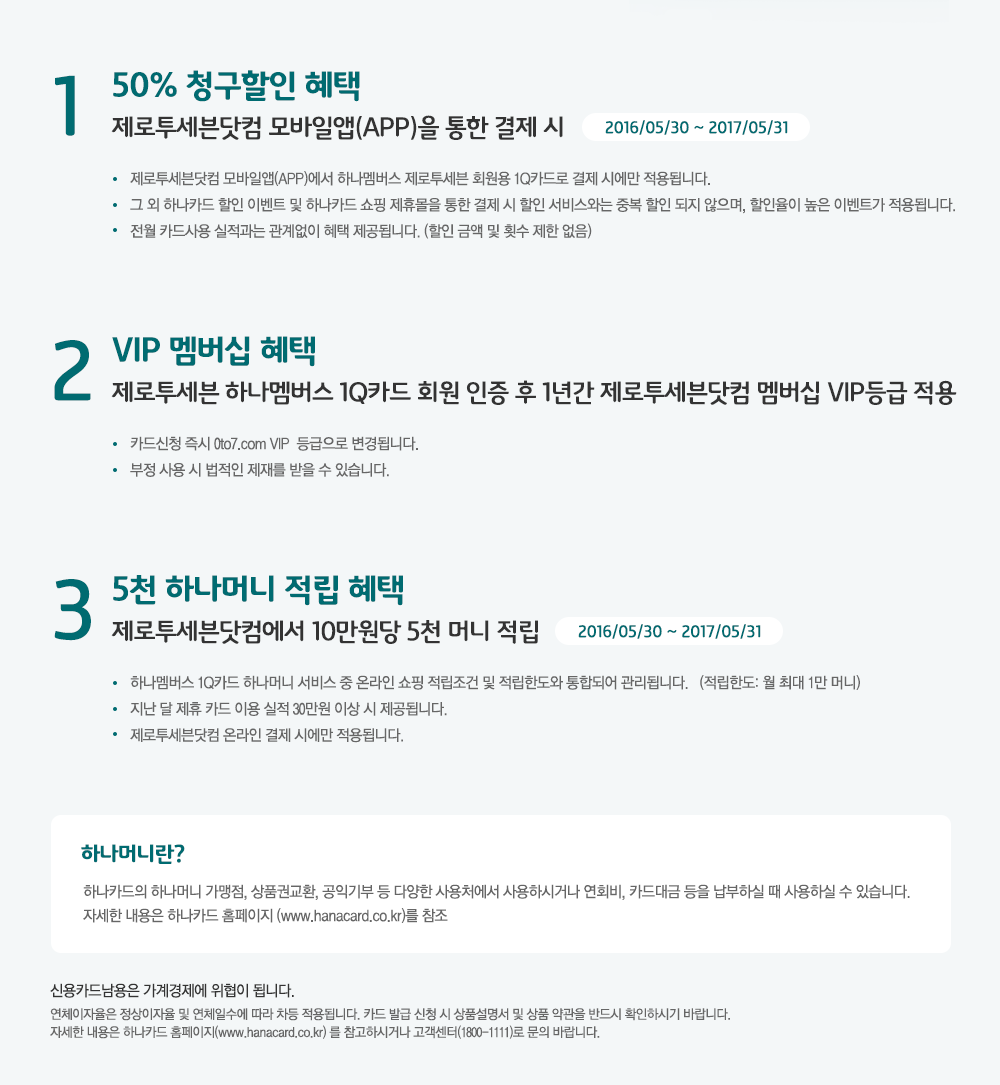 1
50% 청구할인 혜택
제로투세븐닷컴 모바일앱(APP)을 통한 결제 시 2016/05/30 ~ 2017/05/31
• 제로투세븐닷컴 모바일앱(APP)에서 하나멤버스 제로투세븐 회원용 1Q카드로 결제 시에만 적용됩니다.
• 그 외 하나카드 할인 이벤트 및 하나카드 쇼핑 제휴몰을 통한 결제 시 할인 서비스와는 중복 할인 되지 않으며, 할인율이 높은 이벤트가 적용됩니다.
• 전월 카드사용 실적과는 관계없이 혜택 제공됩니다. (할인 금액 및 횟수 제한 없음)
2
VIP 멤버십 혜택
제로투세븐 하나멤버스 1Q카드 회원 인증 후 1년간 제로투세븐닷컴 멤버십 VIP등급 적용
• 카드신청 즉시 0to7.com VIP 등급으로 변경됩니다.
• 부정 사용 시 법적인 제재를 받을 수 있습니다.
3
5천 하나머니 적립 혜택
제로투세븐닷컴에서 10만원당 5천 머니 적립 2016/05/30 ~ 2017/05/31
• 하나멤버스 1Q카드 하나머니 서비스 중 온라인 쇼핑 적립조건 및 적립한도와 통합되어 관리됩니다. (적립한도: 월 최대 1만 머니)
• 지난 달 제휴 카드 이용 실적 30만원 이상 시 제공됩니다.
• 제로투세븐닷컴 온라인 결제 시에만 적용됩니다.
하나머니란?
하나카드의 하나머니 가맹점, 상품권교환, 공익기부 등 다양한 사용처에서 사용하시거나 연회비, 카드대금 등을 납부하실 때 사용하실 수 있습니다.
자세한 내용은 하나카드 홈페이지 (www.hanacard.co.kr)를 참조
신용카드남용은 가계경제에 위협이 됩니다.
연체이자율은 정상이자율 및 연체일수에 따라 차등 적용됩니다. 카드 발급 신청 시 상품설명서 및 상품 약관을 반드시 확인하시기 바랍니다.
자세한 내용은 하나카드 홈페이지(www.hanacard.co.kr) 를 참고하시거나 고객센터(1800-1111)로 문의 바랍니다.